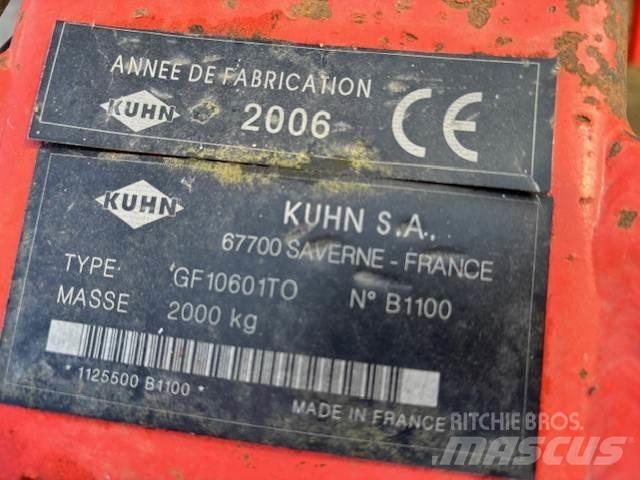 ANNEE DE FABRICATION
KUHN 2006 CE
KUHN
KUHN S.A.
67700 SAVERNE - FRANCE
TYPE GF10601TO N° B1100
MASSE 2000 kg
* 1125500 B1100 *
MADE IN FRANCE
RITCHIE BROS.
MASCUS